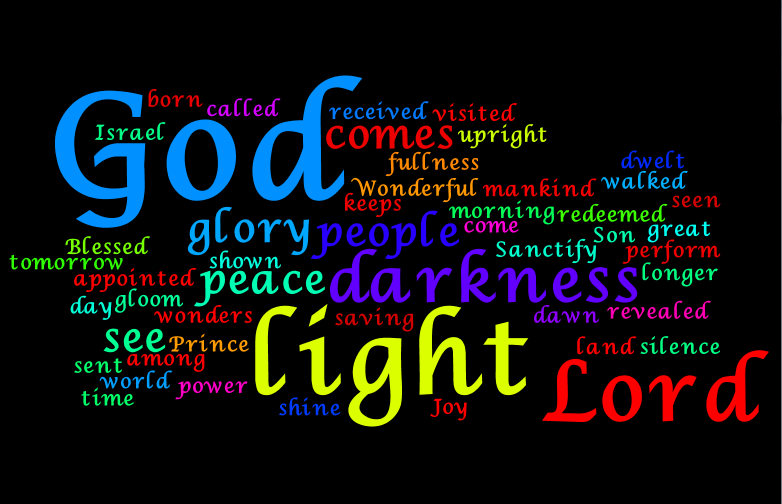 God
born
called
Israel
received
visited
comes
upright
fullness
dwelt
Wonderful
mankind
walked
keeps
seen
morning
redeemed
glory
people
come
Son
great
Blessed
Sanctify
perform
tomorrow
shown
appointed
peace
darkness
longer
day
gloom
wonders
saving
dawn
revealed
see
Prince
light
land
silence
sent
among
world
power
time
shine
Joy
Lord